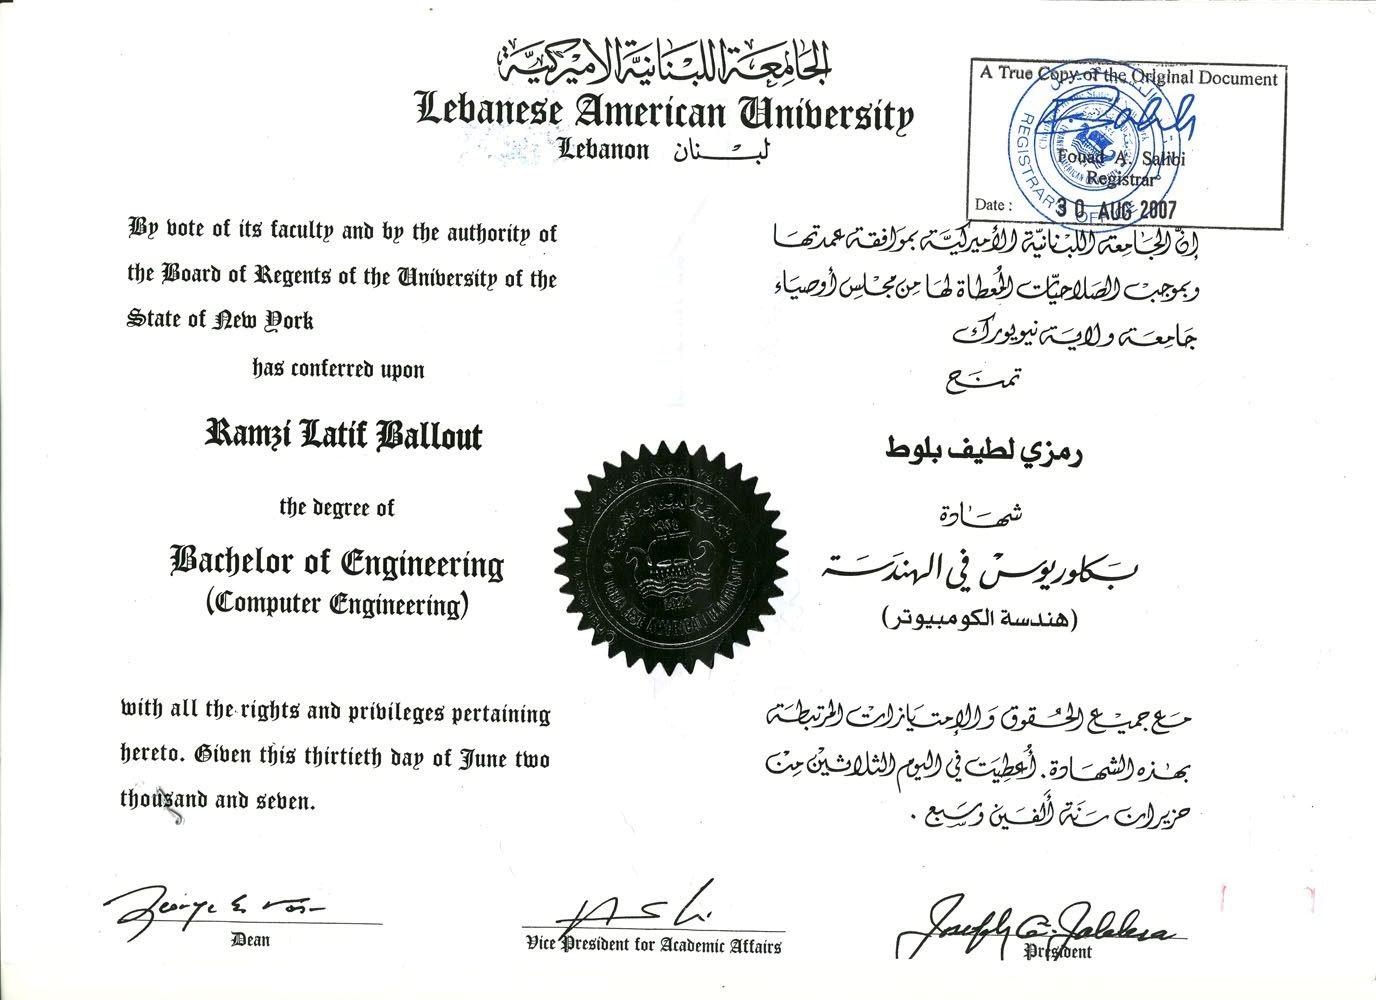 الجامعة اللبنانية الاميركية
Lebanese American University
Lebanon لبنان
A True Copy of the Original Document
Fouad A. Salibi
Registrar
Date : 30 AUG 2007
By vote of its faculty and by the authority of
the Board of Regents of the University of the
State of New York
has conferred upon
Ramzi Latif Ballout
the degree of
Bachelor of Engineering
(Computer Engineering)
with all the rights and privileges pertaining
hereto. Given this thirtieth day of June two
thousand and seven.
إنّ الجامعة اللبنانيّة الأميركيّة بموافقة عمدتها
وبموجب الصلاحيّات المُعطاة لها من مجلس أوصياء
جامعة ولاية نيويورك
تمنح
رمزي لطيف بلوط
شهادة
بكلوريوس في الهندسة
(هندسة الكومبيوتر)
مع جميع الحقوق والإمتيازات المرتبطة
بهذه الشهادة. أُعطيت في اليوم الثلاثين من
حزيران سنة ألفين وسبع .
Dean
Vice President for Academic Affairs
President